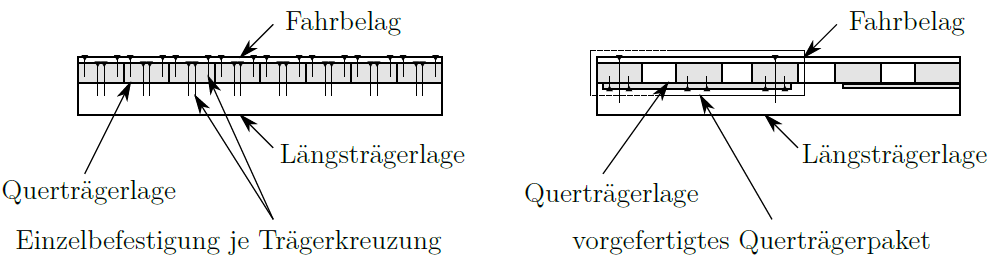 Fahrbelag
Längsträgerlage
Querträgerlage
Einzelbefestigung je Trägerkreuzung
Fahrbelag
Längsträgerlage
Querträgerlage
vorgefertigtes Querträgerpaket